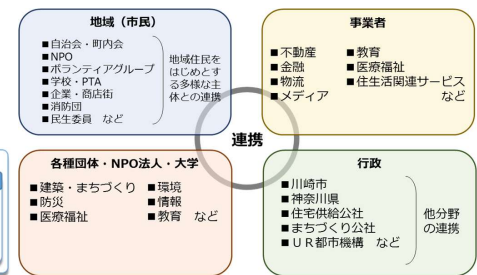 地域（市民）
■自治会・町内会
■NPO
■ボランティアグループ
■学校・PTA
■企業・商店街
■消防団
■民生委員 など
地域住民を
はじめとす
る多様な主
体との連携
事業者
■不動産
■金融
■物流
■メディア
■教育
■医療福祉
■住生活関連サービス
など
連携
各種団体・NPO法人・大学
■建築・まちづくり
■防災
■医療福祉
■環境
■情報
■教育 など
行政
■川崎市
■神奈川県
■住宅供給公社
■まちづくり公社
■ＵＲ都市機構 など
他分野
の連携